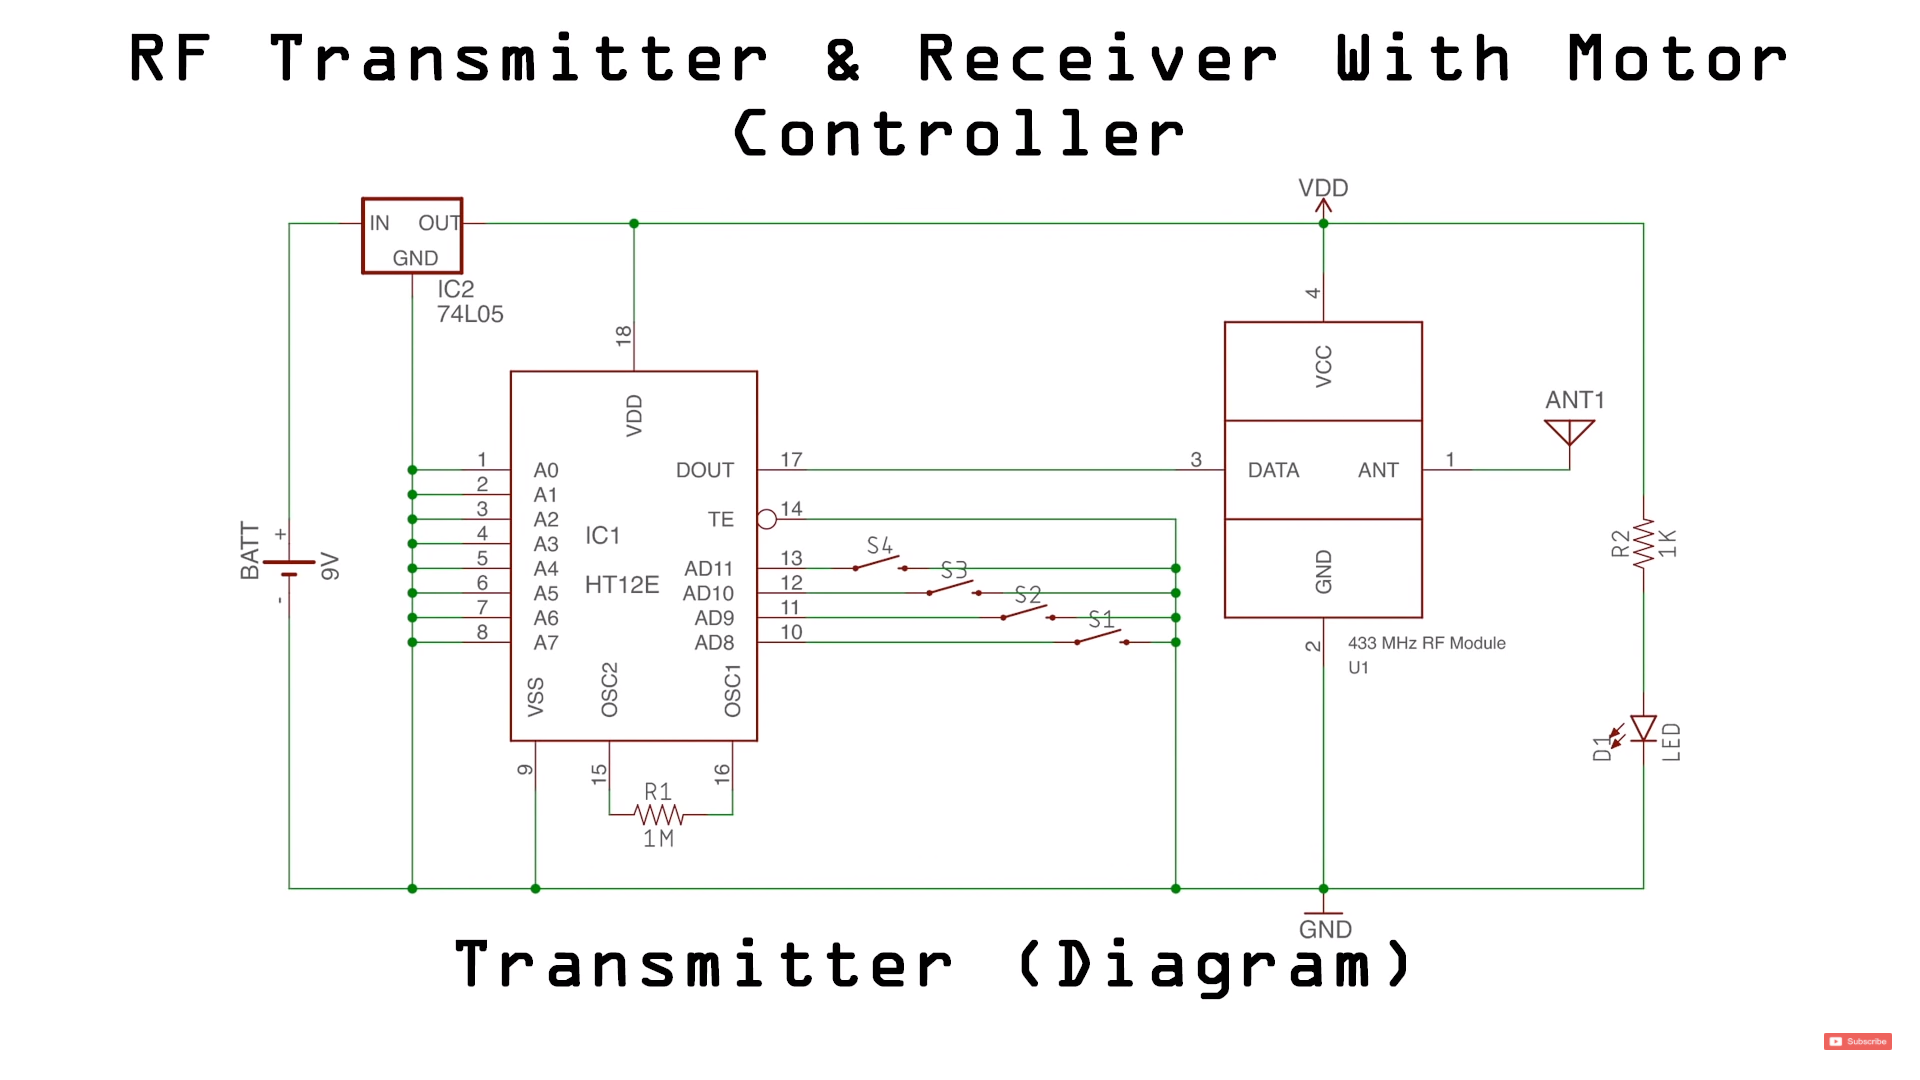 RF Transmitter & Receiver With Motor
Controller
VDD
IN OUT
GND
IC2
74L05
18
4
VDD
VCC
ANT1
1 A0 DOUT 17
3 DATA ANT 1
2 A1
3 A2 TE 14
4 A3
IC1
5 A4 AD11 13 S4
6 A5 AD10 12 S3
HT12E
7 A6 AD9 11 S2
8 A7 AD8 10 S1
BATT + - 9V
GND
R2 1K
2
433 MHz RF Module
U1
VSS OSC2 OSC1
D1 LED
9 15 16
R1
1M
GND
Transmitter (Diagram)
Subscribe